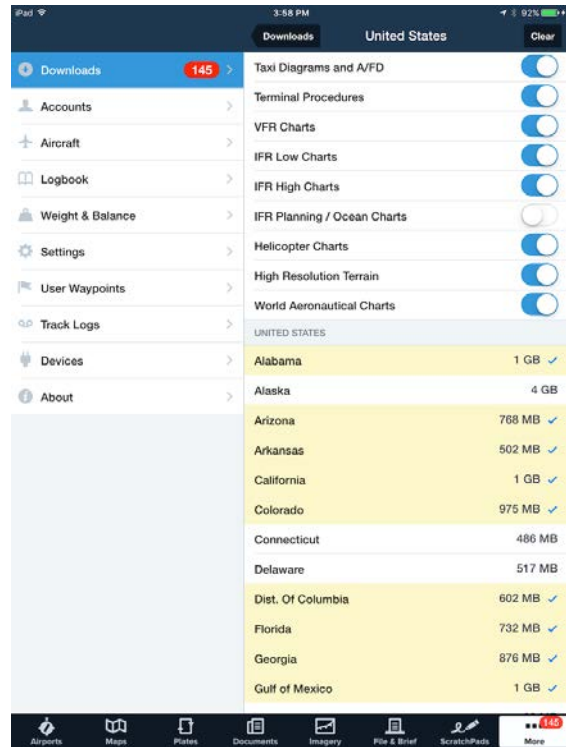 iPad 3:58 PM 92%
Downloads United States Clear
Downloads 145
Accounts
Aircraft
Logbook
Weight & Balance
Settings
User Waypoints
Track Logs
Devices
About
Taxi Diagrams and A/FD
Terminal Procedures
VFR Charts
IFR Low Charts
IFR High Charts
IFR Planning / Ocean Charts
Helicopter Charts
High Resolution Terrain
World Aeronautical Charts
UNITED STATES
Alabama 1 GB
Alaska 4 GB
Arizona 768 MB
Arkansas 502 MB
California 1 GB
Colorado 975 MB
Connecticut 486 MB
Delaware 517 MB
Dist. Of Columbia 602 MB
Florida 732 MB
Georgia 876 MB
Gulf of Mexico 1 GB
145
Airports Maps Plates Documents Imagery File & Brief ScratchPads More